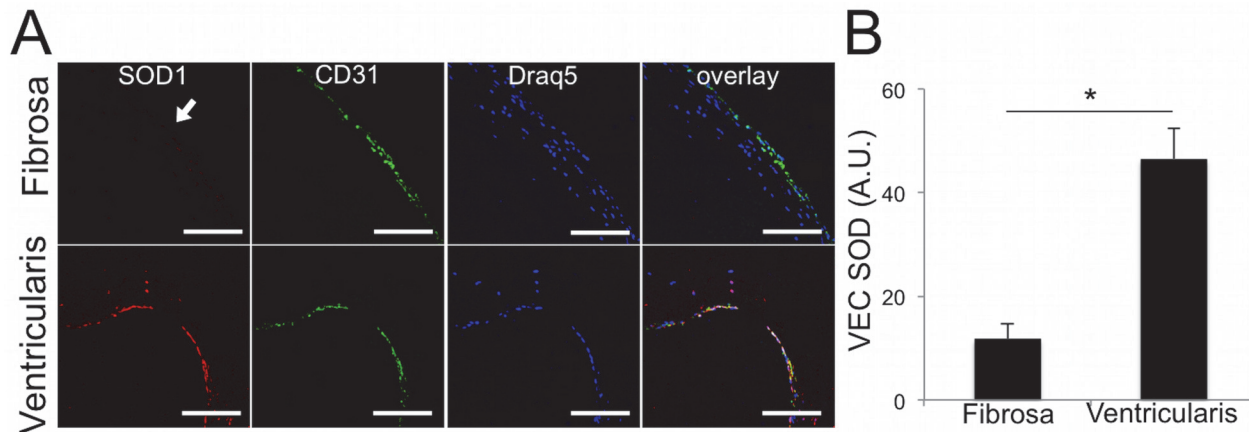 A
SOD1 CD31 Draq5 overlay
Fibrosa
Ventricularis
B
VEC SOD (A.U.)
60
40
20
0
*
Fibrosa Ventricularis